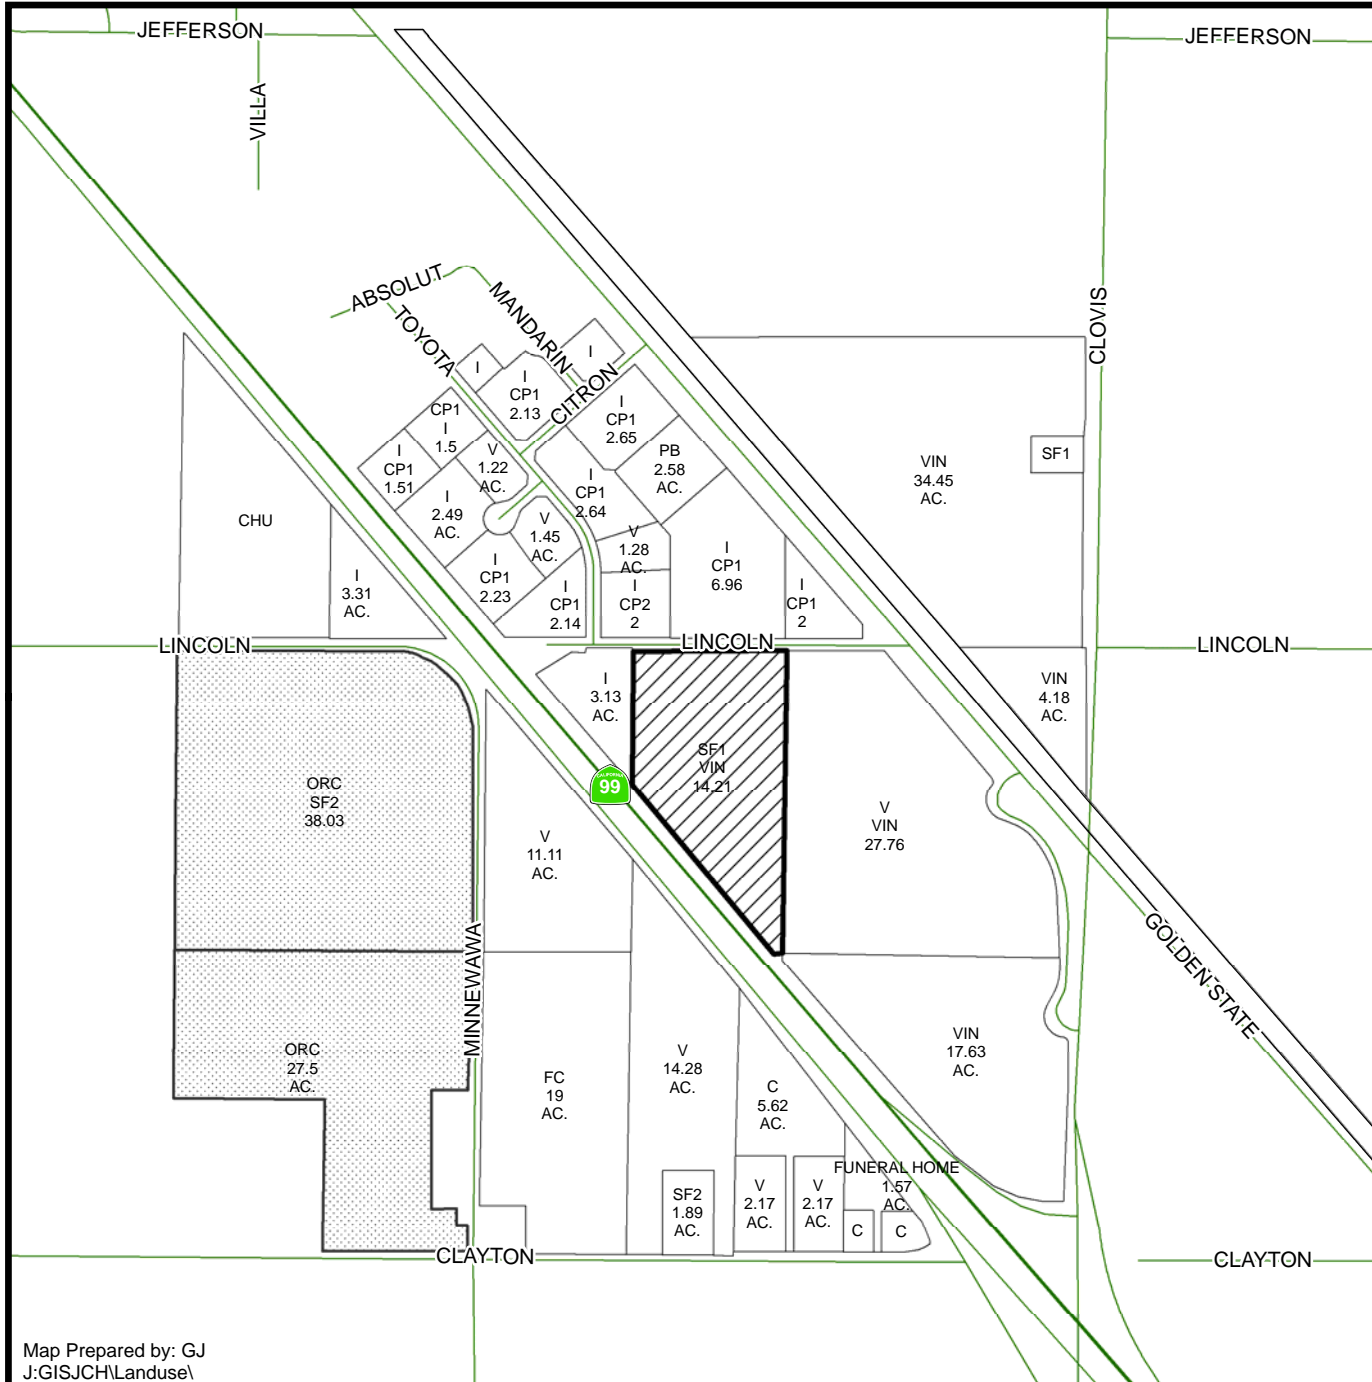 JEFFERSON
JEFFERSON
VILLA
CLOVIS
ABSOLUT
MANDARIN
TOYOTA
CITRON
I
I
I
CP1
2.13
CP1
I
1.5
I
CP1
1.51
V
1.22
AC.
I
CP1
2.65
PB
2.58
AC.
I
CP1
2.64
I
2.49
AC.
V
1.45
AC.
V
1.28
AC.
I
CP1
6.96
I
CP1
2
I
CP1
2.23
I
CP1
2.14
I
CP2
2
VIN
34.45
AC.
SF1
CHU
I
3.31
AC.
LINCOLN
LINCOLN
LINCOLN
I
3.13
AC.
SF1
VIN
14.21
VIN
4.18
AC.
ORC
SF2
38.03
CALIFORNIA
99
V
11.11
AC.
V
VIN
27.76
MINNEWAWA
GOLDEN STATE
ORC
27.5
AC.
FC
19
AC.
V
14.28
AC.
C
5.62
AC.
VIN
17.63
AC.
FUNERAL HOME
1.57
AC.
SF2
1.89
AC.
V
2.17
AC.
V
2.17
AC.
C
C
CLAYTON
CLAYTON
Map Prepared by: GJ
J:GISJCH\Landuse\